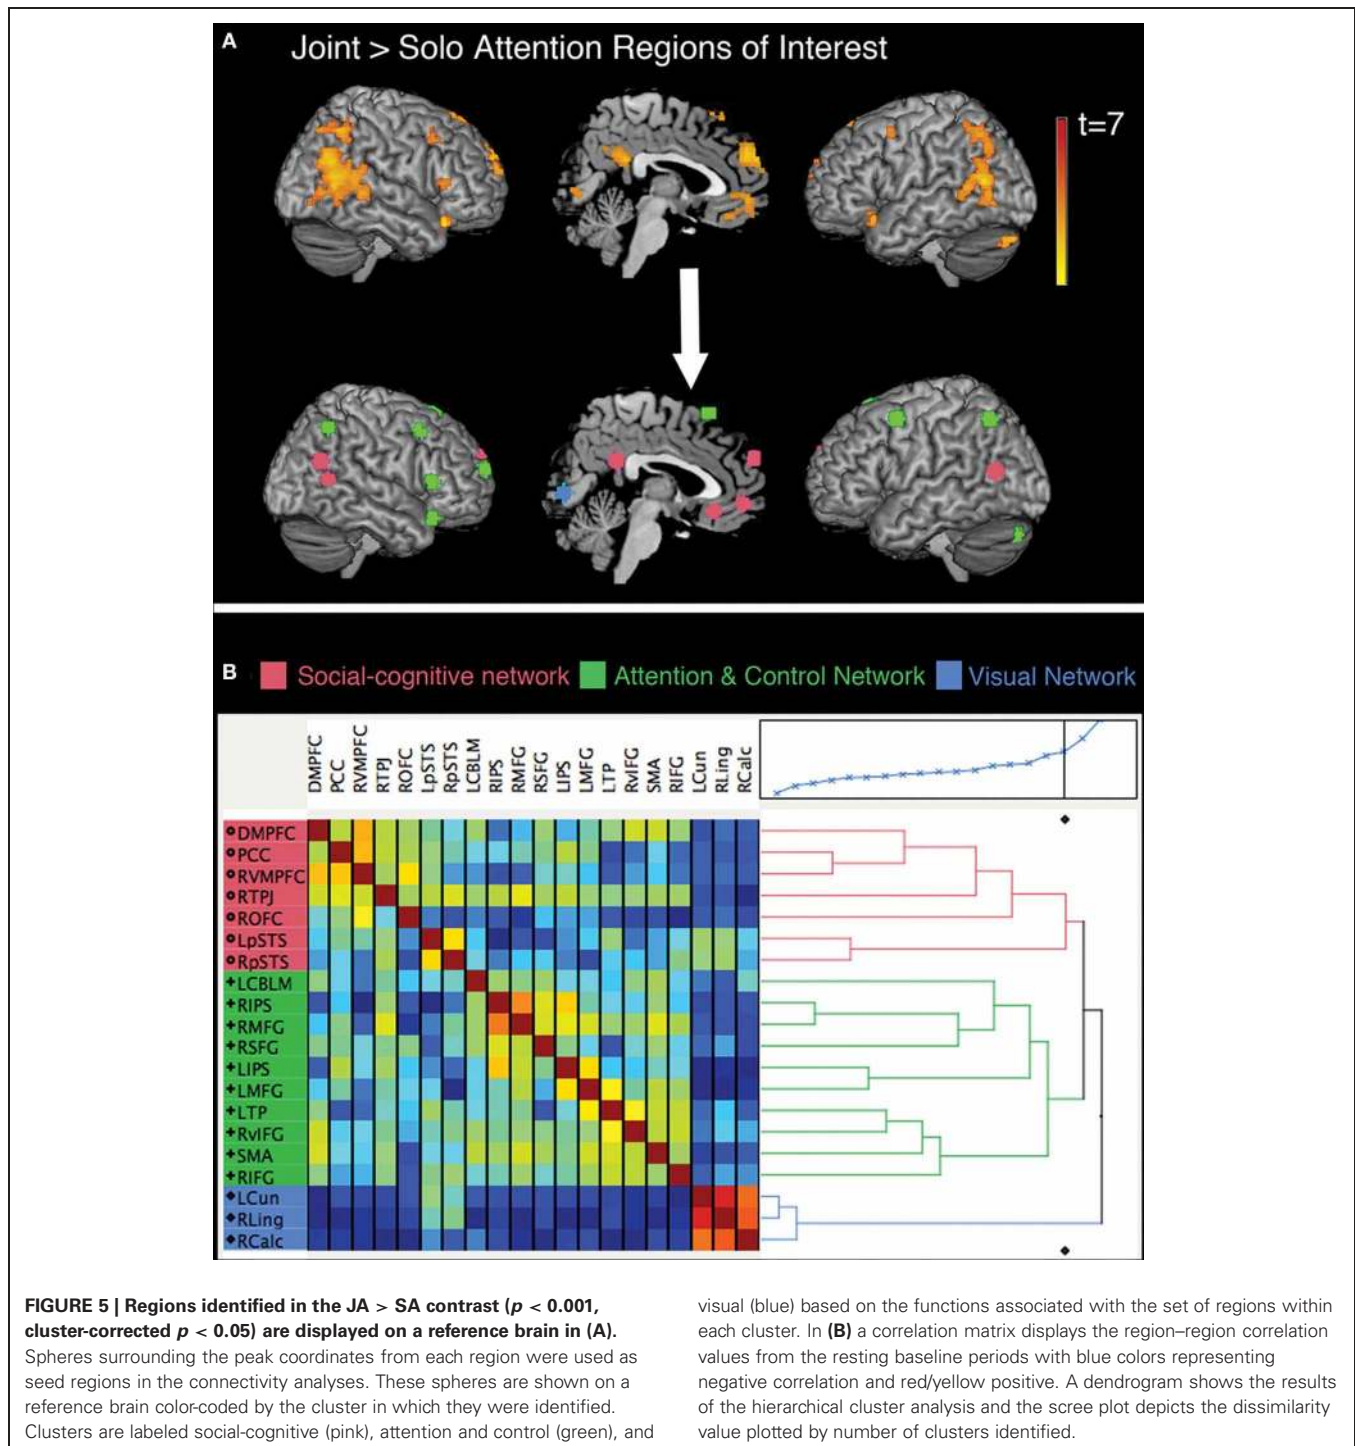 A
Joint > Solo Attention Regions of Interest
t=7
B
Social-cognitive network
Attention & Control Network
Visual Network
DMPFC
PCC
RVMPFC
RTPJ
ROFC
LpSTS
RpSTS
LCBLM
RIPS
RMFG
RSFG
LIPS
LMFG
LTP
RvIFG
SMA
RIFG
LCun
RLing
RCalc
DMPFC
PCC
RVMPFC
RTPJ
ROFC
LpSTS
RpSTS
LCBLM
RIPS
RMFG
RSFG
LIPS
LMFG
LTP
RvIFG
SMA
RIFG
LCun
RLing
RCalc
FIGURE 5 | Regions identified in the JA > SA contrast (p < 0.001,
cluster-corrected p < 0.05) are displayed on a reference brain in (A).
Spheres surrounding the peak coordinates from each region were used as
seed regions in the connectivity analyses. These spheres are shown on a
reference brain color-coded by the cluster in which they were identified.
Clusters are labeled social-cognitive (pink), attention and control (green), and
visual (blue) based on the functions associated with the set of regions within
each cluster. In (B) a correlation matrix displays the region–region correlation
values from the resting baseline periods with blue colors representing
negative correlation and red/yellow positive. A dendrogram shows the results
of the hierarchical cluster analysis and the scree plot depicts the dissimilarity
value plotted by number of clusters identified.